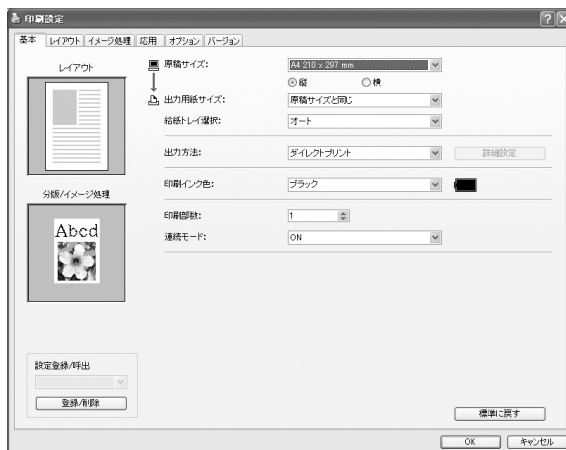 印刷設定
基本 レイアウト イメージ処理 応用 オプション バージョン
レイアウト
原稿サイズ: A4 210 x 297 mm
縦 横
出力用紙サイズ: 原稿サイズと同じ
給紙トレイ選択: オート
出力方法: ダイレクトプリント 詳細設定
分版/イメージ処理
印刷インク色: ブラック
Abcd
印刷部数: 1
連続モード: ON
設定登録/呼出
登録/削除
標準に戻す
OK キャンセル